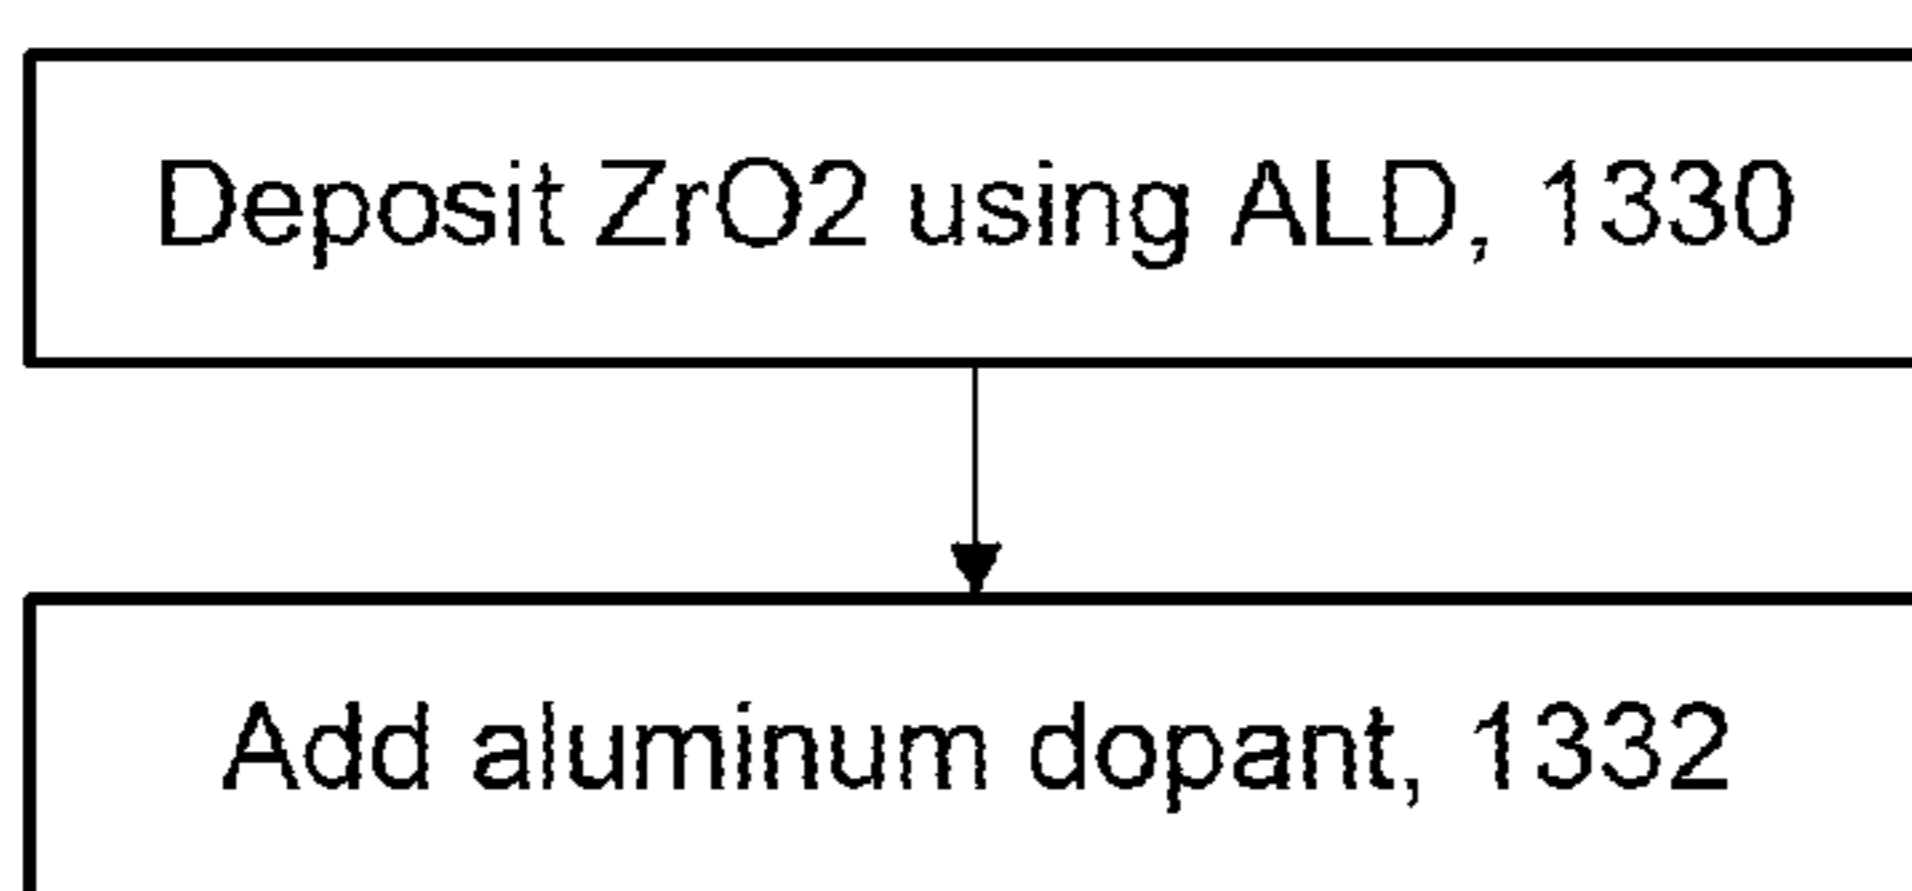 Deposit ZrO2 using ALD, 1330
Add aluminum dopant, 1332